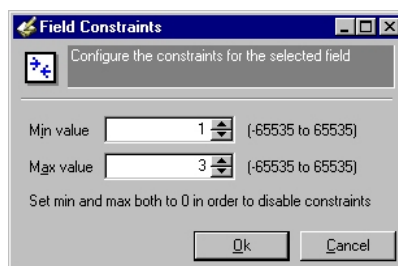 Field Constraints
Configure the constraints for the selected field
Min value 1 (-65535 to 65535)
Max value 3 (-65535 to 65535)
Set min and max both to 0 in order to disable constraints
Ok Cancel